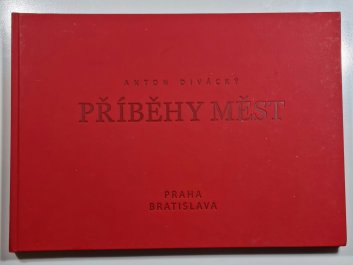 ANTON DIVÁCKÝ
PŘÍBĚHY MĚST
PRAHA
BRATISLAVA